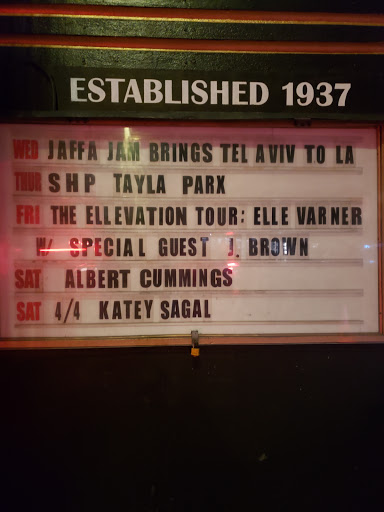 ESTABLISHED 1937
WED JAFFA JAM BRINGS TEL AVIV TO LA
THUR SHP TAYLA PARX
FRI THE ELLEVATION TOUR: ELLE VARNER
W/ SPECIAL GUEST J. BROWN
SAT ALBERT CUMMINGS
SAT 4/4 KATEY SAGAL